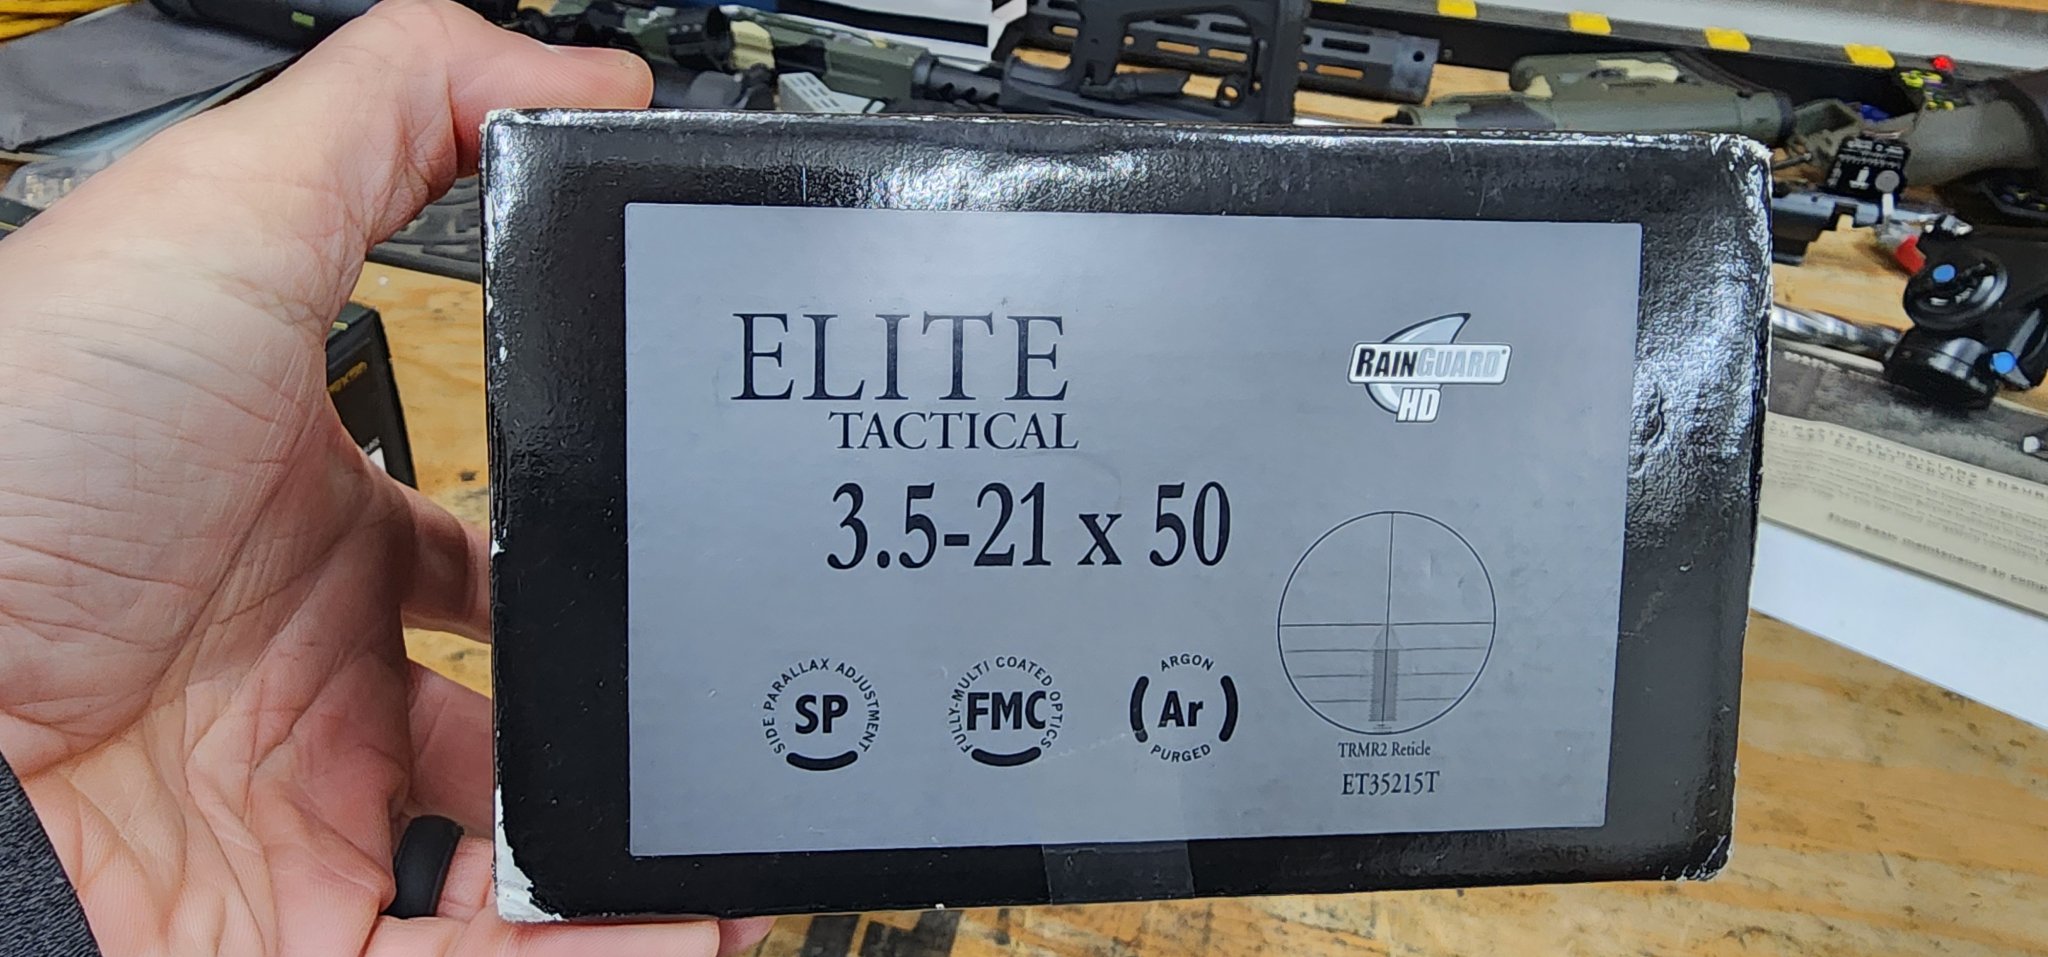 ELITE
TACTICAL
RAINGUARD®
HD
3.5-21 x 50
SIDE PARALLAX ADJUSTMENT
SP
FULLY-MULTI COATED OPTICS
FMC
ARGON
Ar
PURGED
TRMR2 Reticle
ET35215T